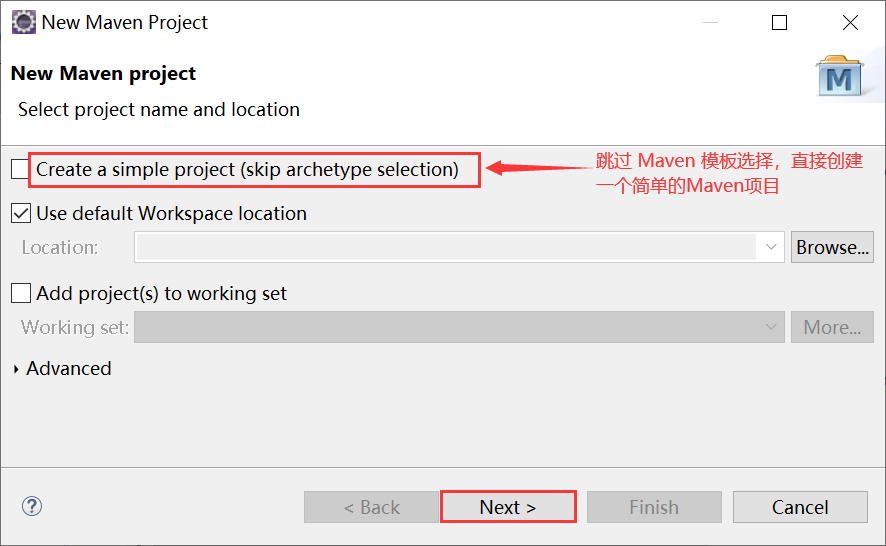 New Maven Project
New Maven project
M
Select project name and location
Create a simple project (skip archetype selection)
跳过 Maven 模板选择，直接创建
一个简单的Maven项目
Use default Workspace location
Location:
Browse...
Add project(s) to working set
Working set:
More...
Advanced
?
< Back
Next >
Finish
Cancel